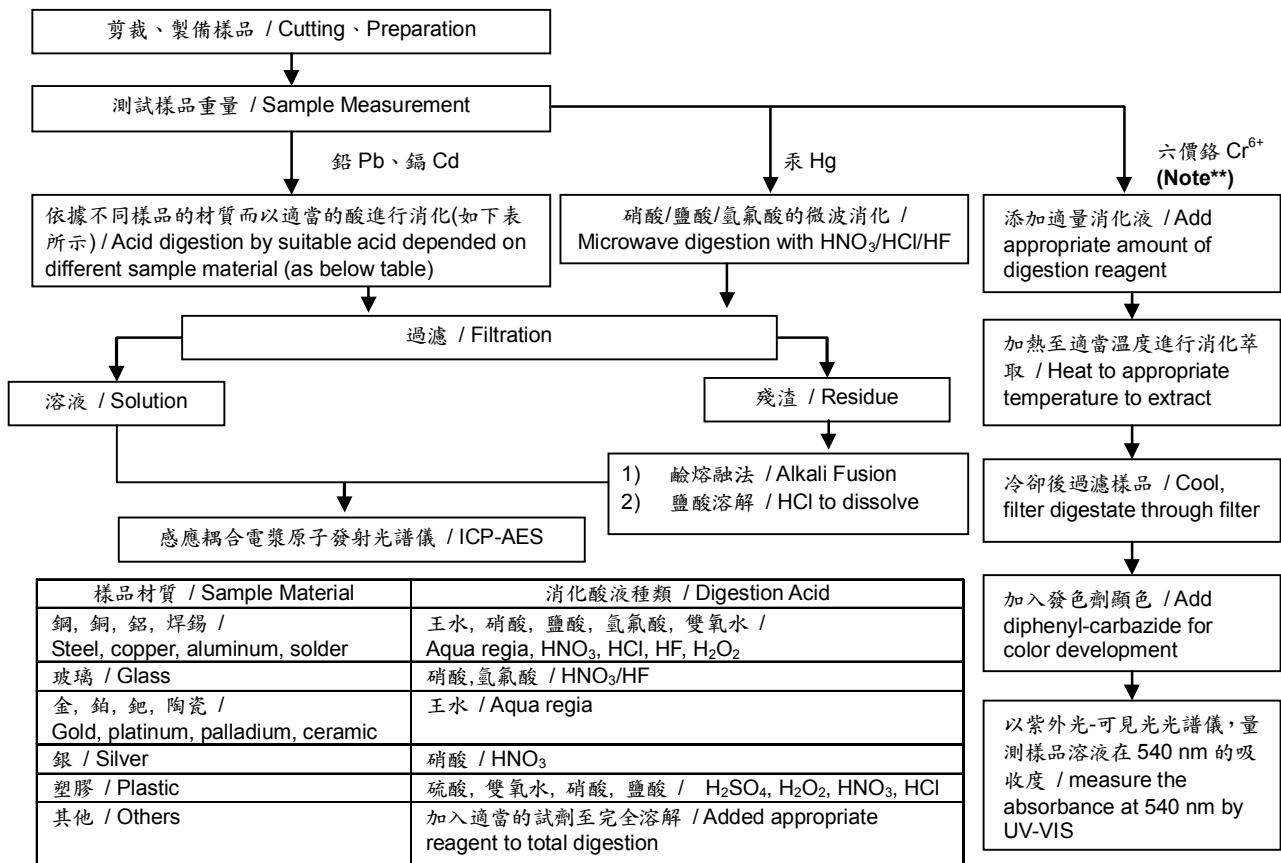 剪裁、製備樣品 / Cutting、Preparation
測試樣品重量 / Sample Measurement
鉛 Pb、鎘 Cd
汞 Hg
六價鉻 Cr⁶⁺
(Note**)
依據不同樣品的材質而以適當的酸進行消化(如下表
所示) / Acid digestion by suitable acid depended on
different sample material (as below table)
硝酸/鹽酸/氫氟酸的微波消化 /
Microwave digestion with HNO₃/HCl/HF
添加適量消化液 / Add
appropriate amount of
digestion reagent
過濾 / Filtration
加熱至適當溫度進行消化萃
取 / Heat to appropriate
temperature to extract
溶液 / Solution
殘渣 / Residue
1) 鹼熔融法 / Alkali Fusion
2) 鹽酸溶解 / HCl to dissolve
冷卻後過濾樣品 / Cool,
filter digestate through filter
感應耦合電漿原子發射光譜儀 / ICP-AES
加入發色劑顯色 / Add
diphenyl-carbazide for
color development
以紫外光-可見光光譜儀，量
測樣品溶液在 540 nm 的吸
收度 / measure the
absorbance at 540 nm by
UV-VIS
樣品材質 / Sample Material
消化酸液種類 / Digestion Acid
鋼, 銅, 鋁, 焊錫 /
Steel, copper, aluminum, solder
王水, 硝酸, 鹽酸, 氫氟酸, 雙氧水 /
Aqua regia, HNO₃, HCl, HF, H₂O₂
玻璃 / Glass
硝酸,氫氟酸 / HNO₃/HF
金, 鉑, 鈀, 陶瓷 /
Gold, platinum, palladium, ceramic
王水 / Aqua regia
銀 / Silver
硝酸 / HNO₃
塑膠 / Plastic
硫酸, 雙氧水, 硝酸, 鹽酸 / H₂SO₄, H₂O₂, HNO₃, HCl
其他 / Others
加入適當的試劑至完全溶解 / Added appropriate
reagent to total digestion